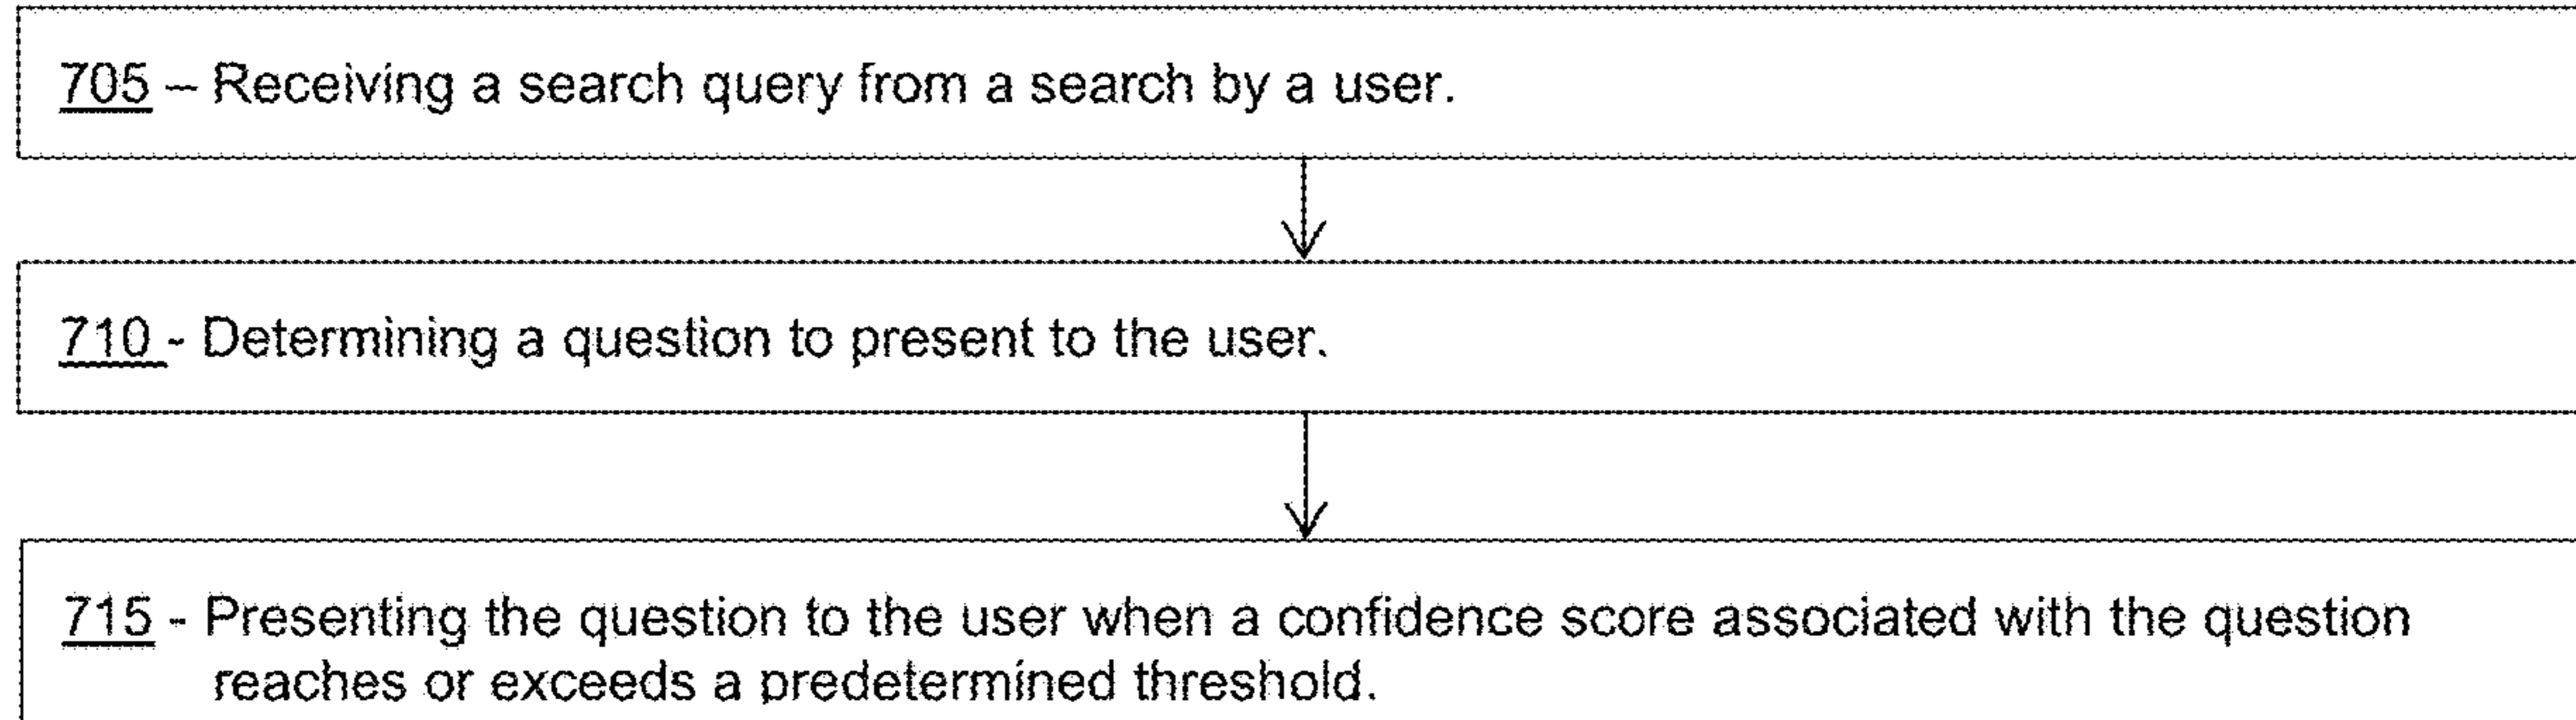 705 – Receiving a search query from a search by a user.
710 - Determining a question to present to the user.
715 - Presenting the question to the user when a confidence score associated with the question
reaches or exceeds a predetermined threshold.